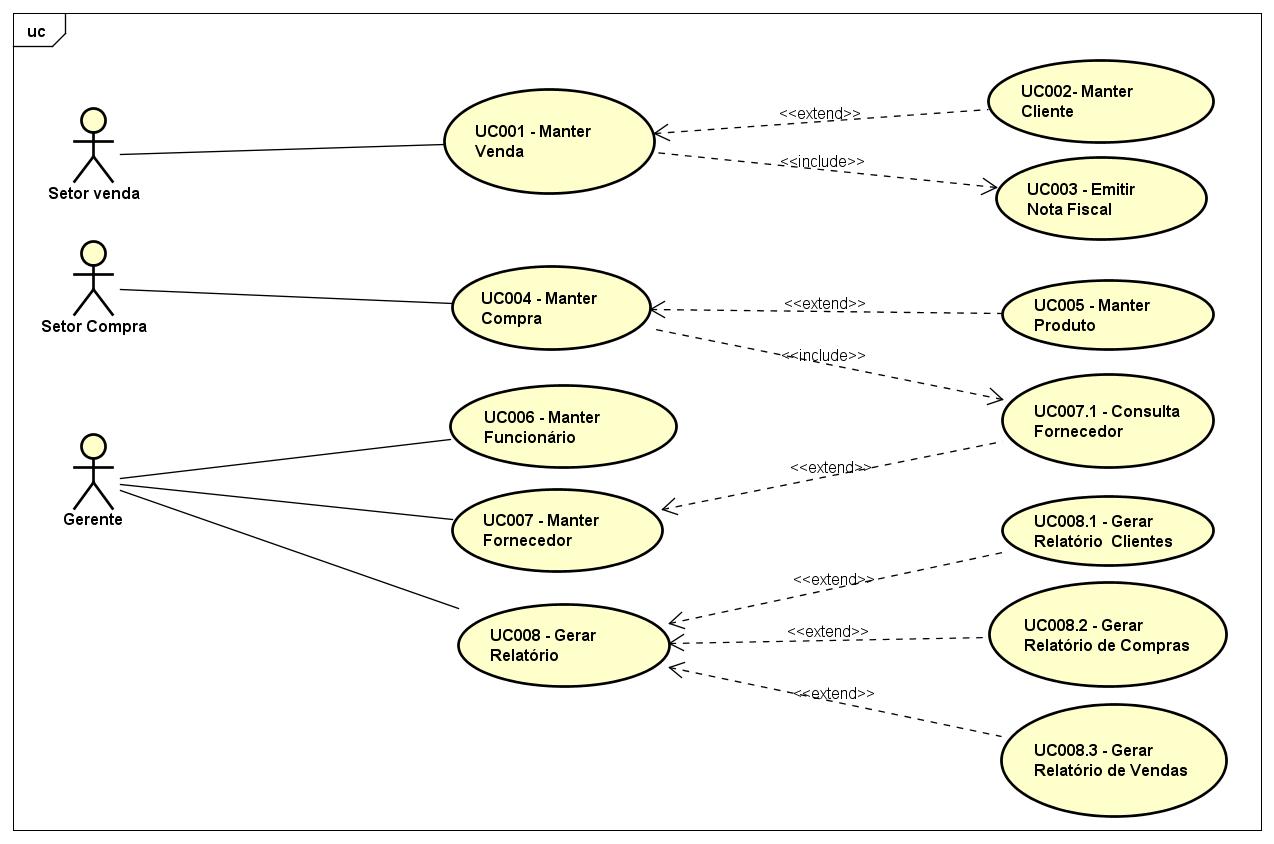 uc
Setor venda
UC001 - Manter
Venda
<<extend>>
UC002- Manter
Cliente
<<include>>
UC003 - Emitir
Nota Fiscal
Setor Compra
UC004 - Manter
Compra
<<extend>>
UC005 - Manter
Produto
<<include>>
UC007.1 - Consulta
Fornecedor
Gerente
UC006 - Manter
Funcionário
<<extend>>
UC007 - Manter
Fornecedor
UC008 - Gerar
Relatório
<<extend>>
UC008.1 - Gerar
Relatório  Clientes
<<extend>>
UC008.2 - Gerar
Relatório de Compras
<<extend>>
UC008.3 - Gerar
Relatório de Vendas